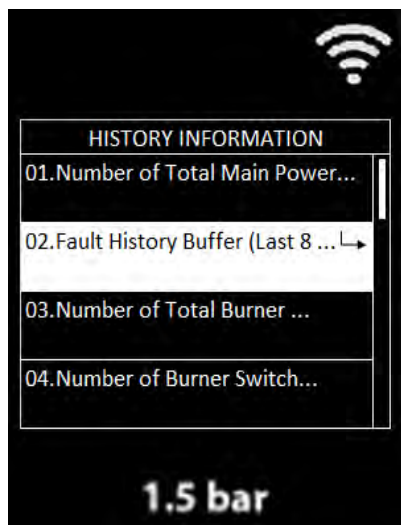 HISTORY INFORMATION
01.Number of Total Main Power...
02.Fault History Buffer (Last 8 ...
03.Number of Total Burner ...
04.Number of Burner Switch...
1.5 bar